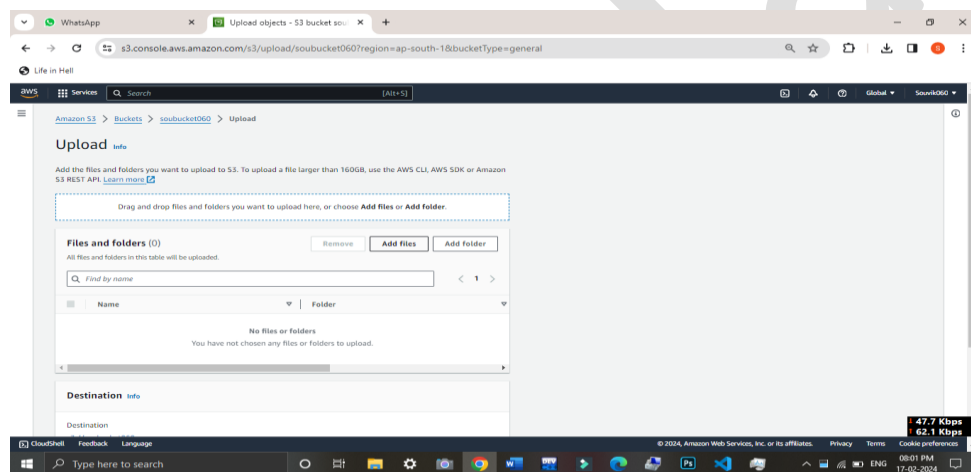 WhatsApp
Upload objects - S3 bucket sou
s3.console.aws.amazon.com/s3/upload/soubucket060?region=ap-south-1&bucketType=general
S
Life in Hell
aws Services Search [Alt+S] Global Souvik060
Amazon S3 > Buckets > soubucket060 > Upload
Upload Info
Add the files and folders you want to upload to S3. To upload a file larger than 160GB, use the AWS CLI, AWS SDK or Amazon
S3 REST API. Learn more
Drag and drop files and folders you want to upload here, or choose Add files or Add folder.
Files and folders (0) Remove Add files Add folder
All files and folders in this table will be uploaded.
Find by name < 1 >
Name Folder
No files or folders
You have not chosen any files or folders to upload.
Destination Info
Destination
47.7 Kbps
62.1 Kbps
CloudShell Feedback Language © 2024, Amazon Web Services, Inc. or its affiliates. Privacy Terms Cookie preferences
Type here to search W DEV Ps ENG 08:01 PM
17-02-2024